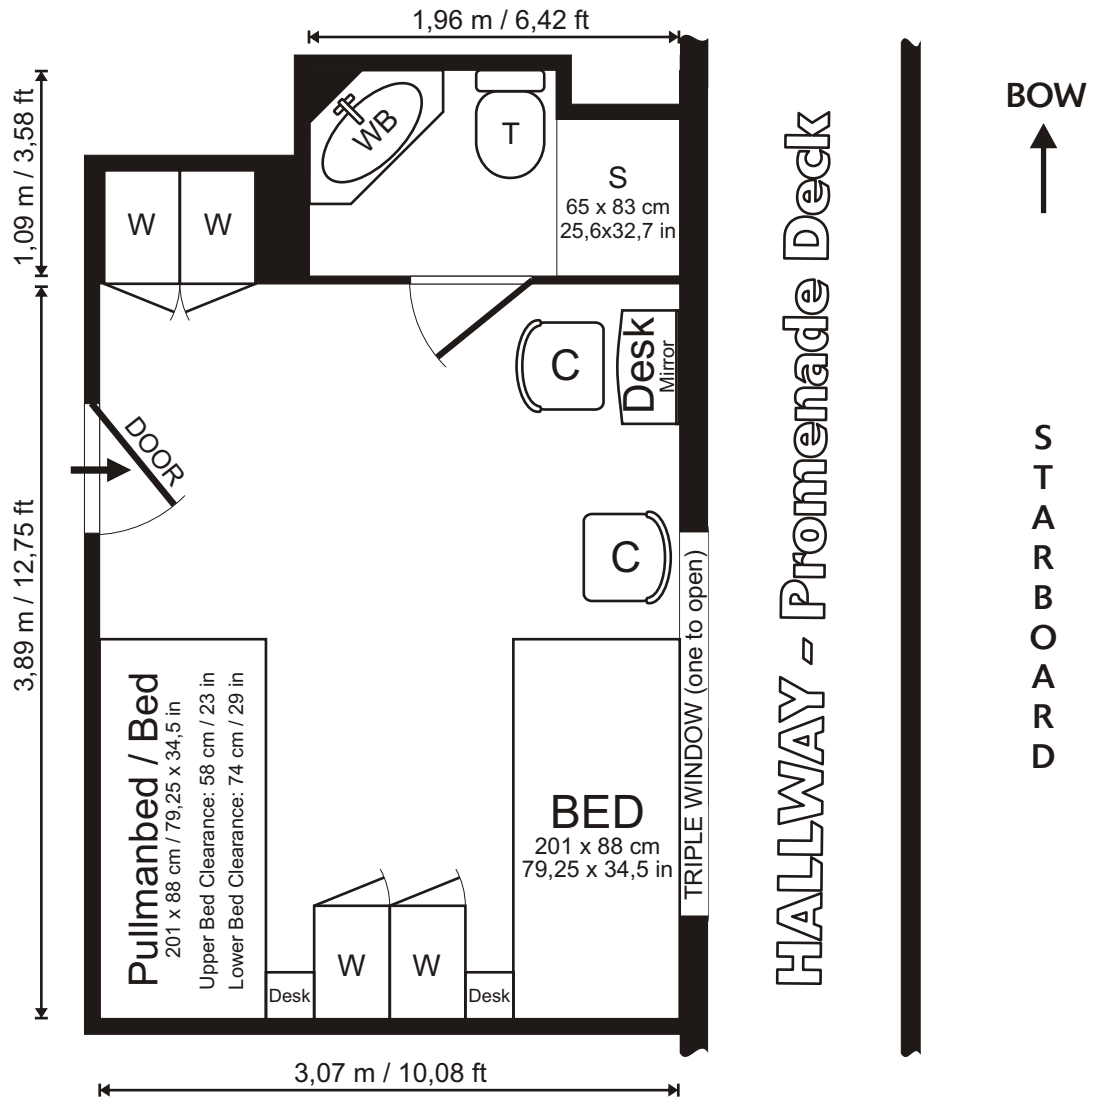 1,96 m / 6,42 ft
1,09 m / 3,58 ft
WB
T
S
65 x 83 cm
25,6x32,7 in
W
W
BOW
C
Desk
Mirror
DOOR
C
3,89 m / 12,75 ft
TRIPLE WINDOW (one to open)
HALLWAY - Promenade Deck
STARBOARD
Pullmanbed / Bed
201 x 88 cm / 79,25 x 34,5 in
Upper Bed Clearance: 58 cm / 23 in
Lower Bed Clearance: 74 cm / 29 in
BED
201 x 88 cm
79,25 x 34,5 in
Desk
W
W
Desk
3,07 m / 10,08 ft